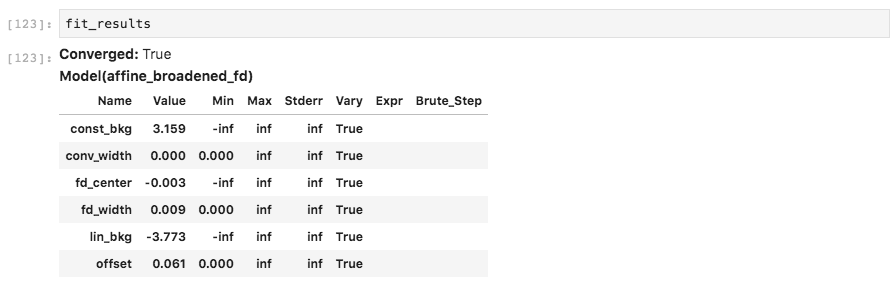 [123]: fit_results
[123]: Converged: True
Model(affine_broadened_fd)
Name Value Min Max Stderr Vary Expr Brute_Step
const_bkg 3.159 -inf inf inf True
conv_width 0.000 0.000 inf inf True
fd_center -0.003 -inf inf inf True
fd_width 0.009 0.000 inf inf True
lin_bkg -3.773 -inf inf inf True
offset 0.061 0.000 inf inf True